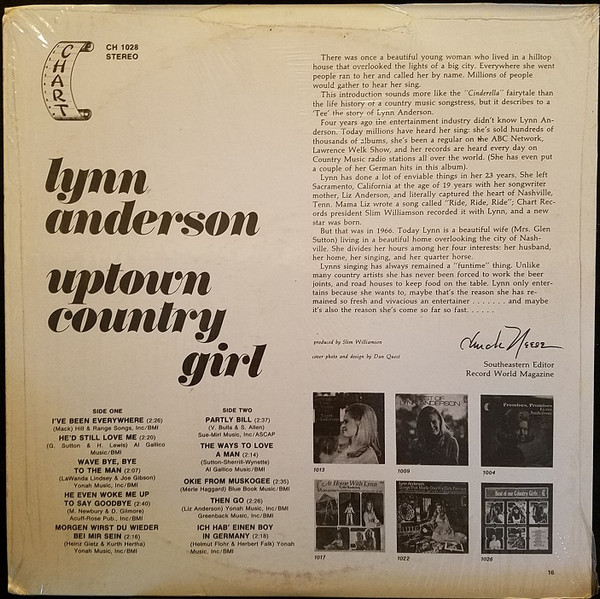 CHART
CH 1028
STEREO
lynn
anderson
uptown
country
girl
There was once a beautiful young woman who lived in a hilltop
house that overlooked the lights of a big city. Everywhere she went
people ran to her and called her by name. Millions of people
would gather to hear her sing.
This introduction sounds more like the "Cinderella" fairytale than
the life history of a country music songstress, but it describes to a
'Tee' the story of Lynn Anderson.
Four years ago the entertainment industry didn't know Lynn An-
derson. Today millions have heard her sing: she's sold hundreds of
thousands of albums, she's been a regular on the ABC Network,
Lawrence Welk Show, and her records are heard every day on
Country Music radio stations all over the world. (She has even put
a couple of her German hits in this album).
Lynn has done a lot of enviable things in her 23 years. She left
Sacramento, California at the age of 19 with her songwriter
mother, Liz Anderson, and literally captured the heart of Nashville,
Tenn. Mama Liz wrote a song called "Ride, Ride, Ride"; Chart Rec-
ords president Slim Williamson recorded it with Lynn, and a new
star was born.
But that was in 1966. Today Lynn is a beautiful wife (Mrs. Glen
Sutton) living in a beautiful home overlooking the city of Nash-
ville. She divides her hours among her four interests: her husband,
her home, her singing, and her quarter horse.
Lynns singing has always remained a "funtime" thing. Unlike
many country artists she has never been forced to work the beer
joints, and road houses to keep food on the table. Lynn only enter-
tains because she wants to, maybe that's the reason she has re-
mained so fresh and vivacious an entertainer . . . . . . . and maybe
it's also the reason she's come so far so fast. . . . . .
produced by Slim Williamson
cover photo and design by Dan Quest
Chuck Neese
Southeastern Editor
Record World Magazine
SIDE ONE
I'VE BEEN EVERYWHERE (2:26)
(Mack) Hill & Range Songs, Inc/BMI
HE'D STILL LOVE ME (2:20)
(G. Sutton & H. Lewis) Al Gallico
Music/BMI
WAVE BYE, BYE
TO THE MAN (2:07)
(LaWanda Lindsey & Joe Gibson)
Yonah Music, Inc/BMI
HE EVEN WOKE ME UP
TO SAY GOODBYE (2:40)
(M. Newbury & D. Gilmore)
Acuff-Rose Pub., Inc/BMI
MORGEN WIRST DU WIEDER
BEI MIR SEIN (2:16)
(Heinz Gietz & Kurth Hertha)
Yonah Music, Inc/BMI
SIDE TWO
PARTLY BILL (2:37)
(V. Bulla & S. Allen)
Sue-Mirl Music, Inc/ASCAP
THE WAYS TO LOVE
A MAN (2:14)
(Sutton-Sherrill-Wynette)
Al Gallico Music/BMI
OKIE FROM MUSKOGEE (2:35)
(Merle Haggard) Blue Book Music/BMI
THEN GO (2:26)
(Liz Anderson) Yonah Music, Inc/
Greenback Music, Inc/BMI
ICH HAB' EINEN BOY
IN GERMANY (2:18)
(Helmut Flohr & Herbert Falk) Yonah
Music, Inc/BMI
1013
1009
Promises, Promises
1004
At Home With Lynn
1017
1022
Best of our Country Girls
1026
16